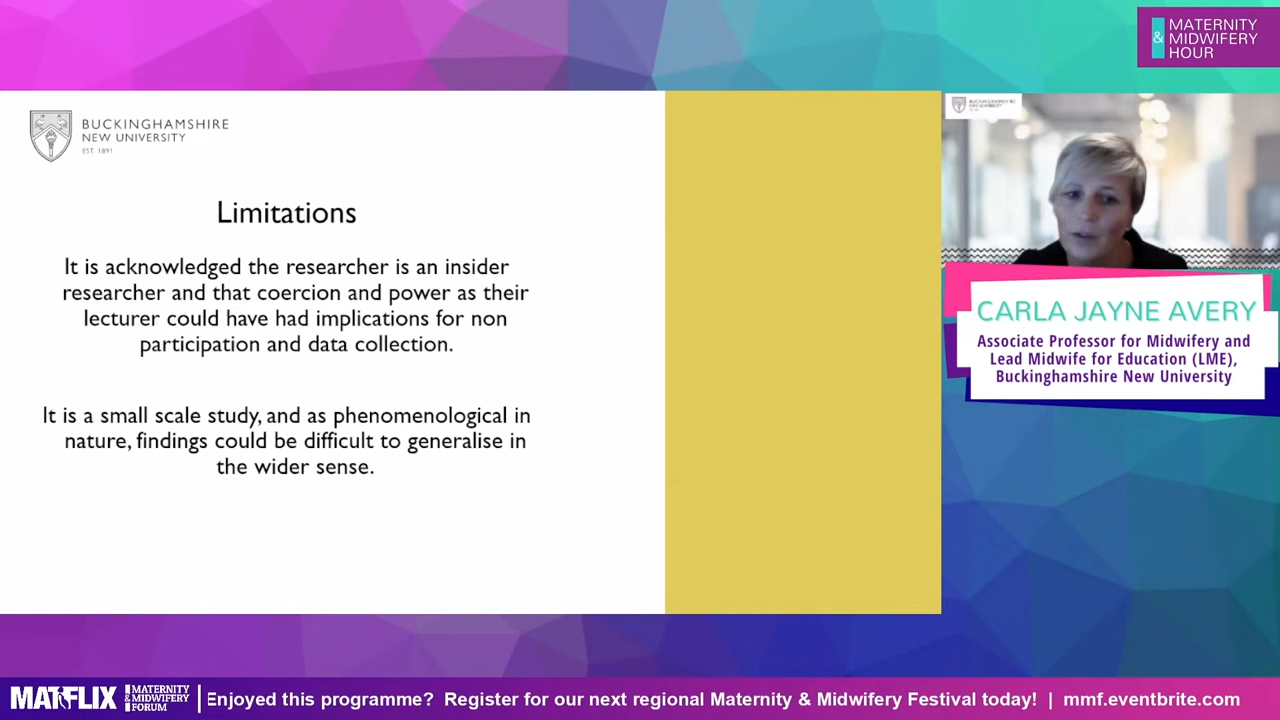 MATERNITY
& MIDWIFERY
HOUR
BUCKINGHAMSHIRE
NEW UNIVERSITY
EST. 1891
Limitations
It is acknowledged the researcher is an insider
researcher and that coercion and power as their
lecturer could have had implications for non
participation and data collection.
It is a small scale study, and as phenomenological in
nature, findings could be difficult to generalise in
the wider sense.
CARLA JAYNE AVERY
Associate Professor for Midwifery and
Lead Midwife for Education (LME),
Buckinghamshire New University
MATFLIX
MATERNITY
& MIDWIFERY
FORUM
Enjoyed this programme? Register for our next regional Maternity & Midwifery Festival today! | mmf.eventbrite.com